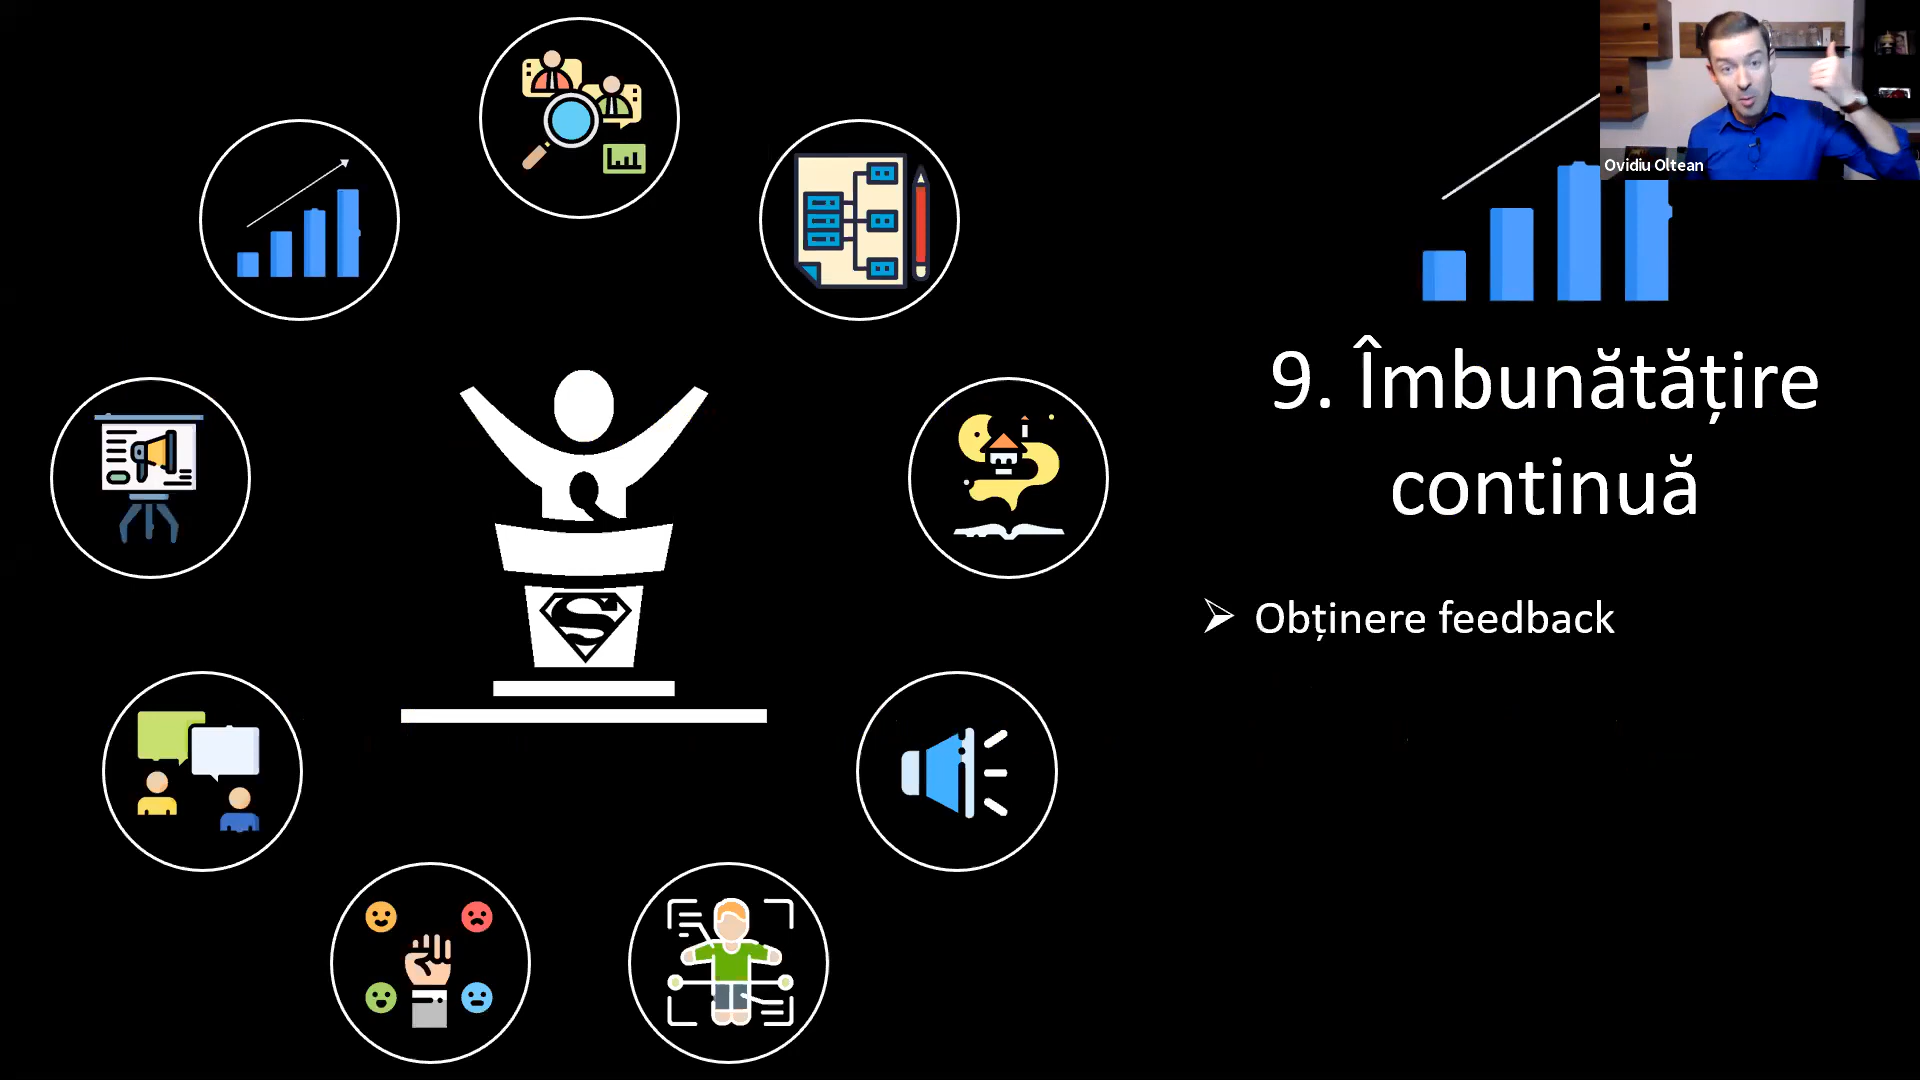 Ovidiu Oltean
9. Îmbunătățire
continuă
Obținere feedback
S